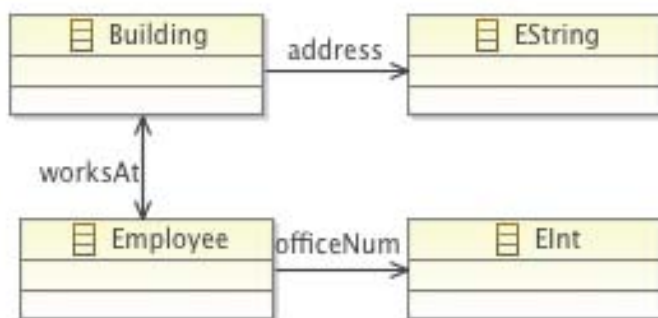 Building
address
EString
worksAt
Employee
officeNum
EInt